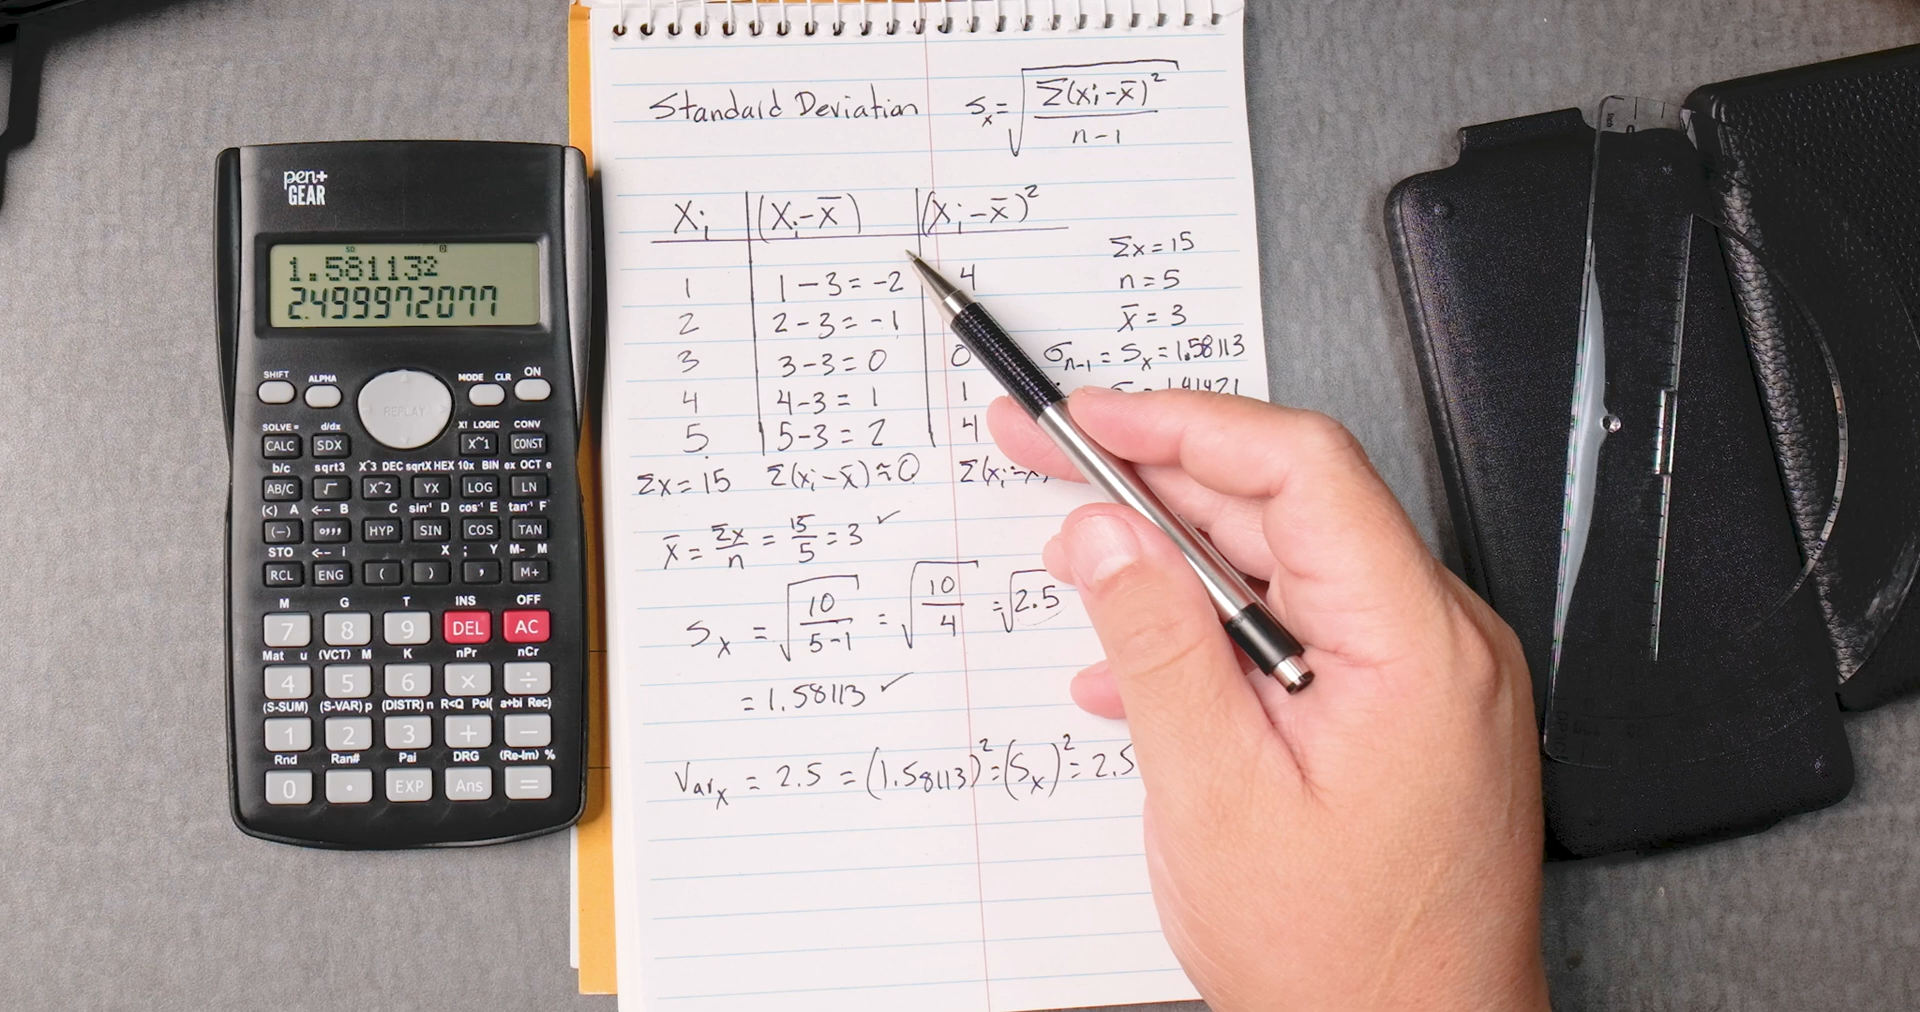 pen+
GEAR
SD D
1.58113²
2.499972077
SHIFT ALPHA MODE CLR ON
REPLAY
SOLVE = d/dx X! LOGIC CONV
CALC SDX X^-1 CONST
b/c sqrt3 X^3 DEC sqrtX HEX 10x BIN ex OCT e
AB/C √ X^2 YX LOG LN
(<) A <-- B C sin⁻¹ D cos⁻¹ E tan⁻¹ F
(−) o,,, HYP SIN COS TAN
STO <-- i X ; Y M- M
RCL ENG ( ) , M+
M G T INS OFF
7 8 9 DEL AC
Mat u (VCT) M K nPr nCr
4 5 6 × ÷
(S-SUM) (S-VAR) p (DISTR) n R<Q Pol( a+bi Rec)
1 2 3 + −
Rnd Ran# Pai DRG (Re-Im) %
0 . EXP Ans =
Standard Deviation Sx = √(Σ(xi-x̄)²/n-1)
Xi (Xi-x̄) (Xi-x̄)²
1 1-3=-2 4
2 2-3=-1
3 3-3=0 0
4 4-3=1 1
5 5-3=2 4
Σx=15 Σ(xi-x̄)≈0 Σ(xi-x
Σx=15
n=5
x̄=3
σn-1 = Sx = 1.58113
1.41421
x̄ = Σx/n = 15/5 = 3 ✓
Sx = √(10/5-1) = √(10/4) = √2.5
= 1.58113 ✓
Varx = 2.5 = (1.58113)² = (Sx)² = 2.5